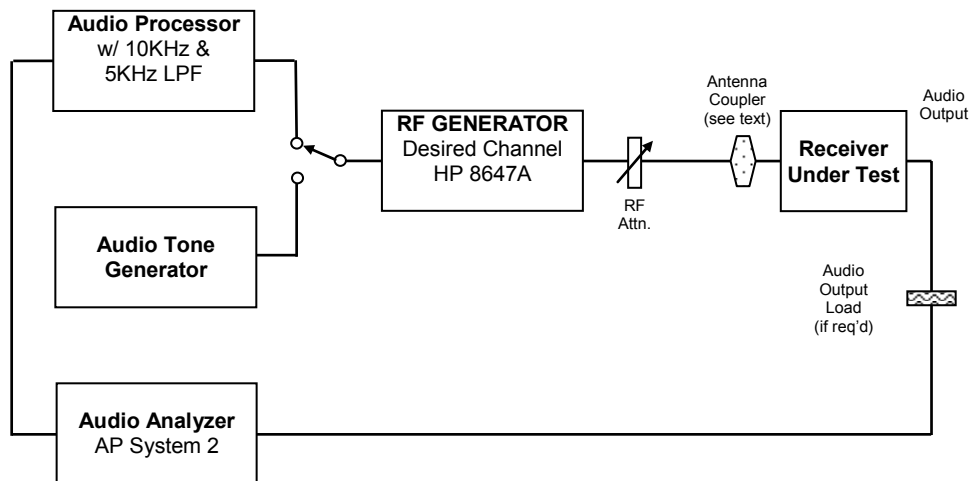 Audio Processor
w/ 10KHz &
5KHz LPF
RF GENERATOR
Desired Channel
HP 8647A
Antenna
Coupler
(see text)
Audio
Output
Receiver
Under Test
RF
Attn.
Audio Tone
Generator
Audio
Output
Load
(if req'd)
Audio Analyzer
AP System 2